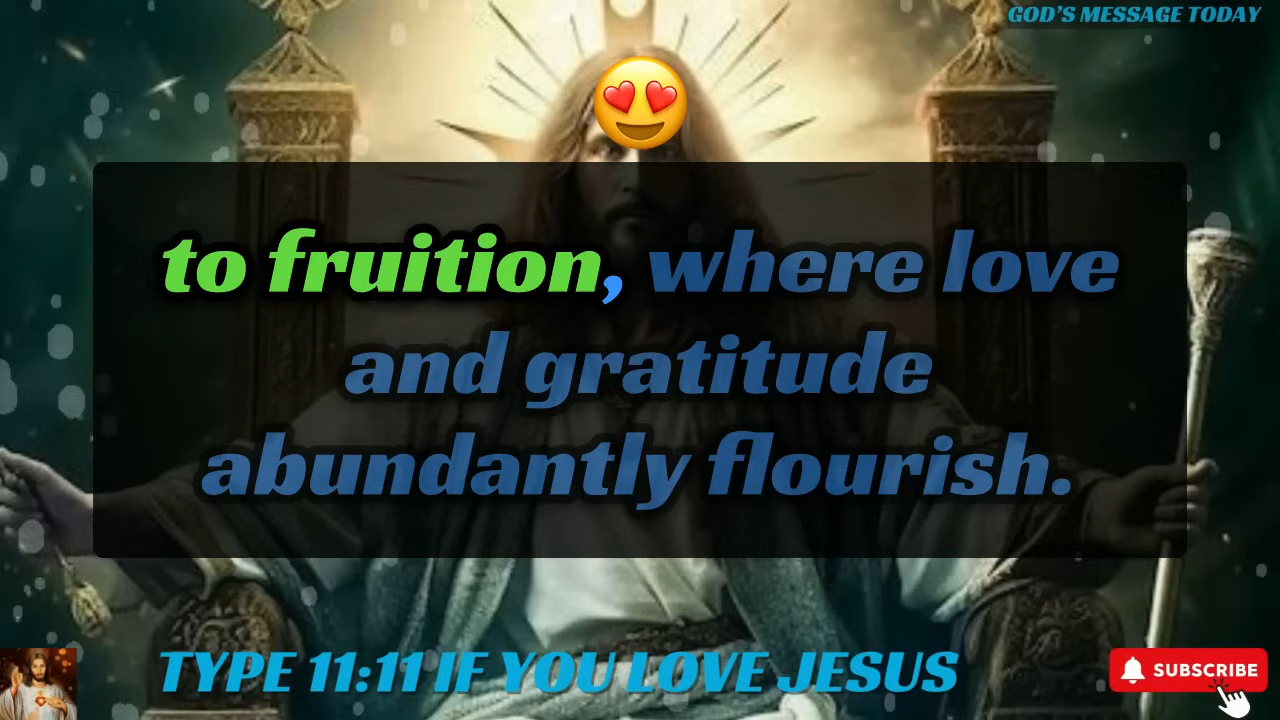 GOD'S MESSAGE TODAY
to fruition, where love
and gratitude
abundantly flourish.
TYPE 11:11 IF YOU LOVE JESUS
SUBSCRIBE